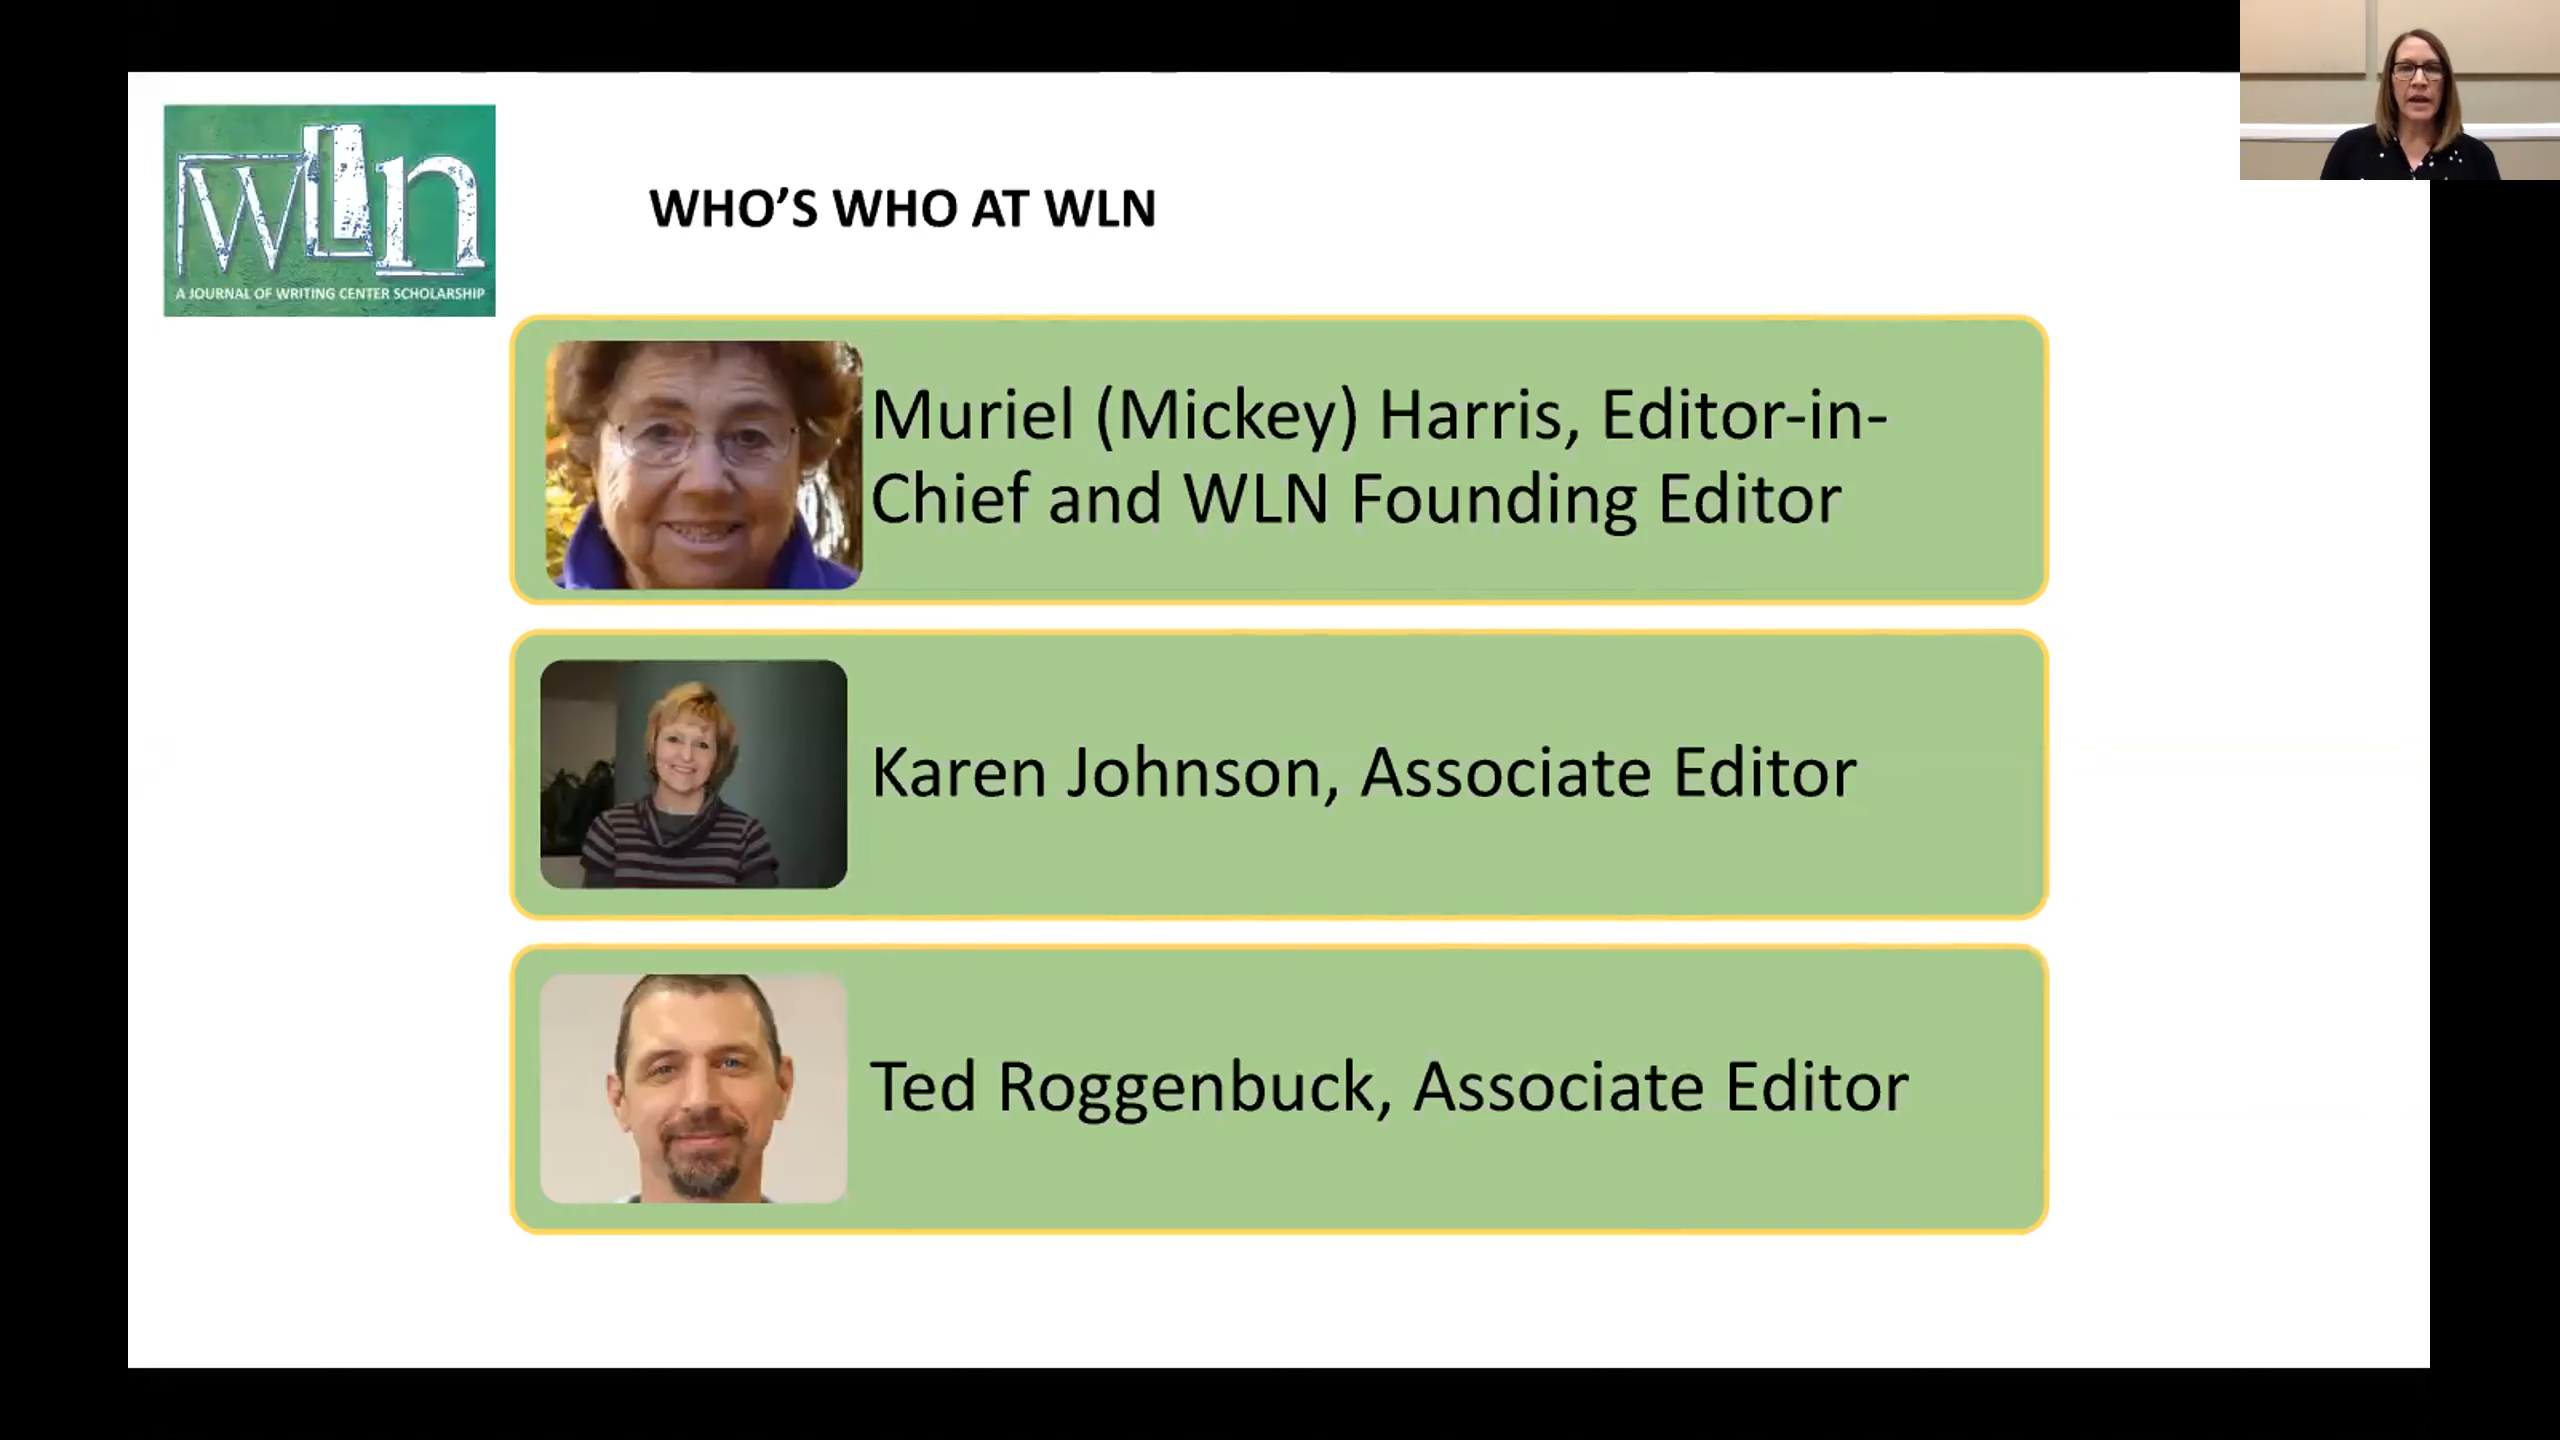 wLn
A JOURNAL OF WRITING CENTER SCHOLARSHIP
WHO’S WHO AT WLN
Muriel (Mickey) Harris, Editor-in-
Chief and WLN Founding Editor
Karen Johnson, Associate Editor
Ted Roggenbuck, Associate Editor